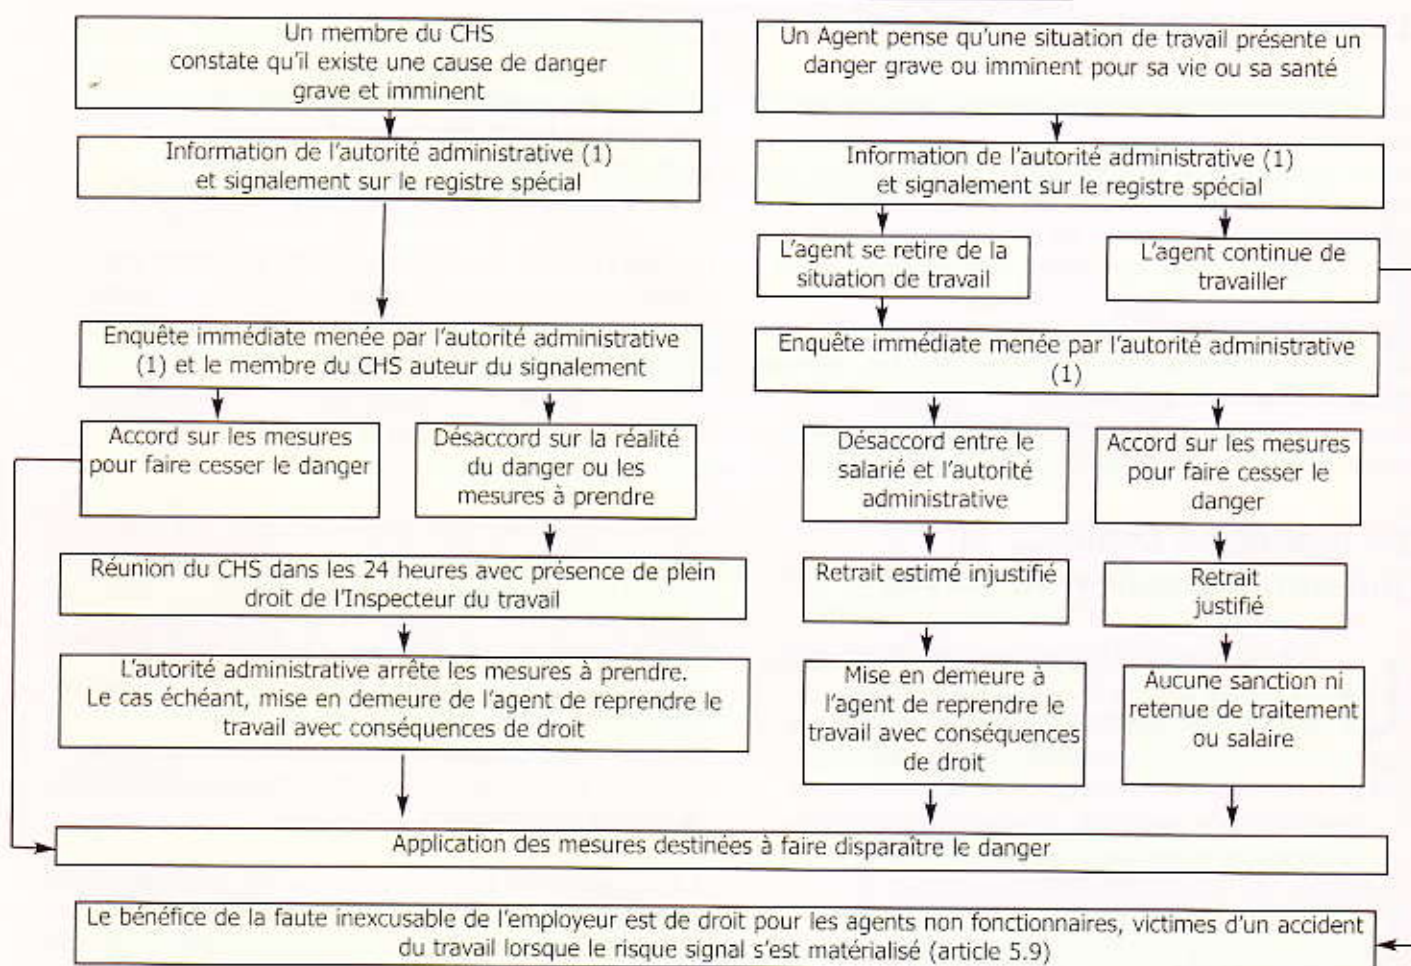 Un membre du CHS
constate qu'il existe une cause de danger
grave et imminent
Information de l'autorité administrative (1)
et signalement sur le registre spécial
Enquête immédiate menée par l'autorité administrative
(1) et le membre du CHS auteur du signalement
Accord sur les mesures
pour faire cesser le danger
Désaccord sur la réalité
du danger ou les
mesures à prendre
Réunion du CHS dans les 24 heures avec présence de plein
droit de l'Inspecteur du travail
L'autorité administrative arrête les mesures à prendre.
Le cas échéant, mise en demeure de l'agent de reprendre le
travail avec conséquences de droit
Un Agent pense qu'une situation de travail présente un
danger grave ou imminent pour sa vie ou sa santé
Information de l'autorité administrative (1)
et signalement sur le registre spécial
L'agent se retire de la
situation de travail
L'agent continue de
travailler
Enquête immédiate menée par l'autorité administrative
(1)
Désaccord entre le
salarié et l'autorité
administrative
Accord sur les mesures
pour faire cesser le
danger
Retrait estimé injustifié
Retrait
justifié
Mise en demeure à
l'agent de reprendre le
travail avec conséquences
de droit
Aucune sanction ni
retenue de traitement
ou salaire
Application des mesures destinées à faire disparaître le danger
Le bénéfice de la faute inexcusable de l'employeur est de droit pour les agents non fonctionnaires, victimes d'un accident
du travail lorsque le risque signal s'est matérialisé (article 5.9)